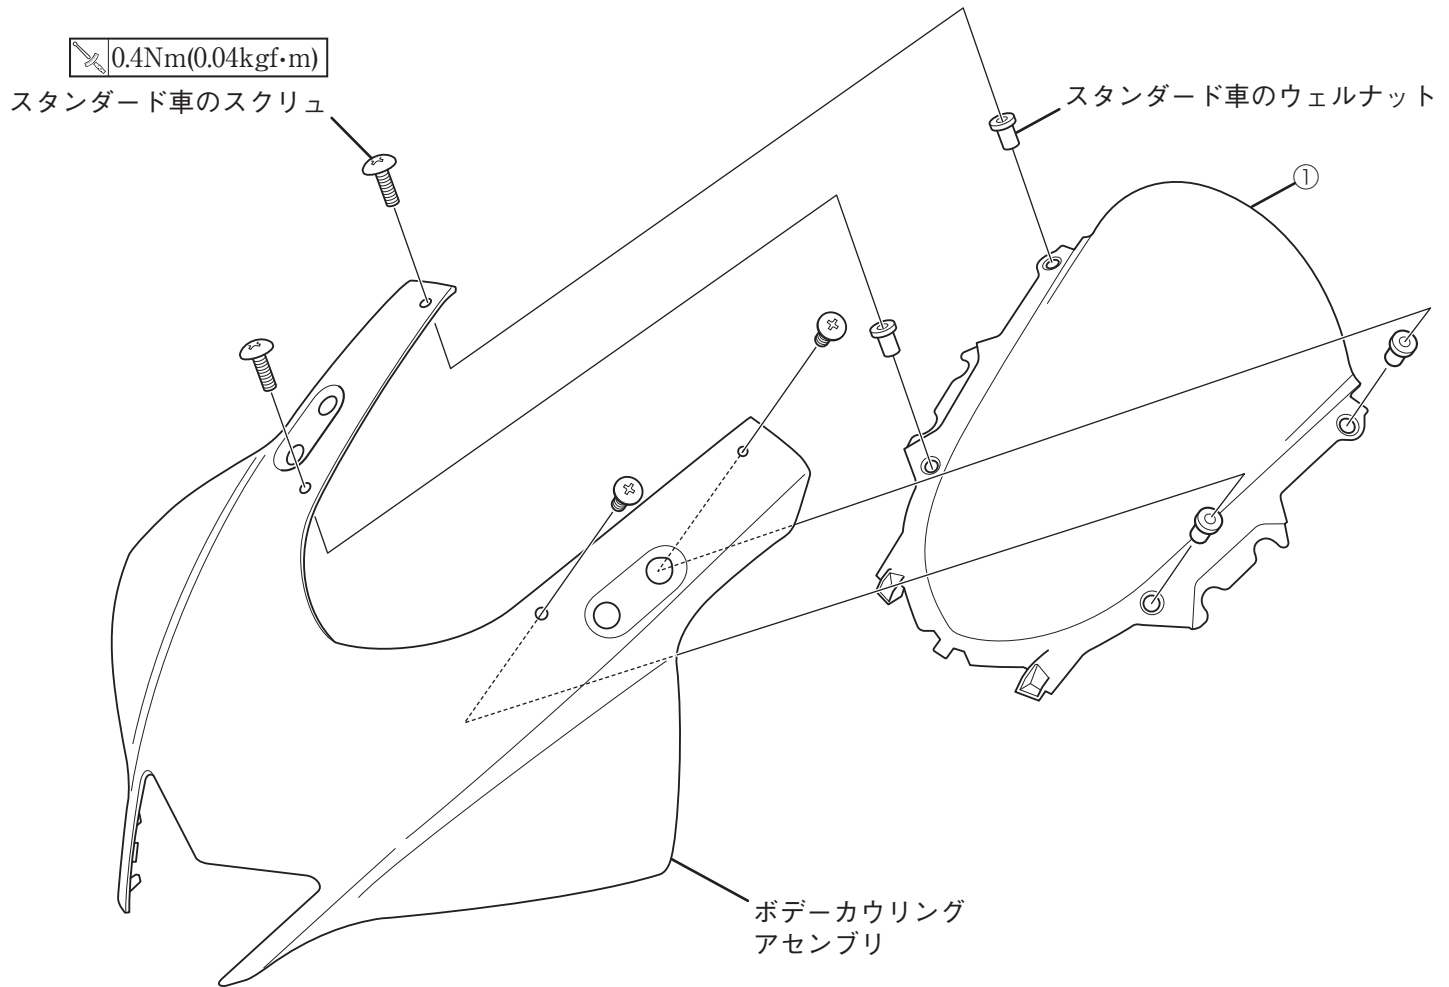 0.4Nm(0.04kgf・m)
スタンダード車のスクリュ
スタンダード車のウェルナット
①
ボデーカウリング
アセンブリ